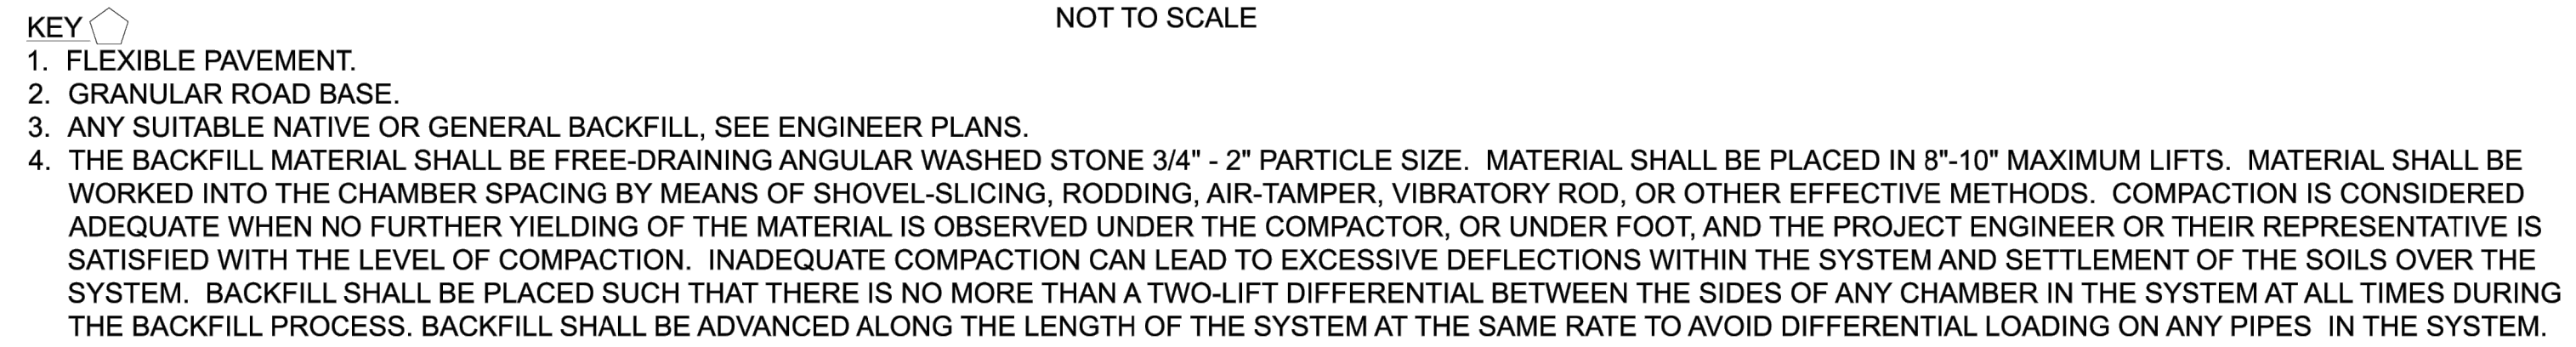 NOT TO SCALE
KEY
1. FLEXIBLE PAVEMENT.
2. GRANULAR ROAD BASE.
3. ANY SUITABLE NATIVE OR GENERAL BACKFILL, SEE ENGINEER PLANS.
4. THE BACKFILL MATERIAL SHALL BE FREE-DRAINING ANGULAR WASHED STONE 3/4" - 2" PARTICLE SIZE. MATERIAL SHALL BE PLACED IN 8"-10" MAXIMUM LIFTS. MATERIAL SHALL BE
WORKED INTO THE CHAMBER SPACING BY MEANS OF SHOVEL-SLICING, RODDING, AIR-TAMPER, VIBRATORY ROD, OR OTHER EFFECTIVE METHODS. COMPACTION IS CONSIDERED
ADEQUATE WHEN NO FURTHER YIELDING OF THE MATERIAL IS OBSERVED UNDER THE COMPACTOR, OR UNDER FOOT, AND THE PROJECT ENGINEER OR THEIR REPRESENTATIVE IS
SATISFIED WITH THE LEVEL OF COMPACTION. INADEQUATE COMPACTION CAN LEAD TO EXCESSIVE DEFLECTIONS WITHIN THE SYSTEM AND SETTLEMENT OF THE SOILS OVER THE
SYSTEM. BACKFILL SHALL BE PLACED SUCH THAT THERE IS NO MORE THAN A TWO-LIFT DIFFERENTIAL BETWEEN THE SIDES OF ANY CHAMBER IN THE SYSTEM AT ALL TIMES DURING
THE BACKFILL PROCESS. BACKFILL SHALL BE ADVANCED ALONG THE LENGTH OF THE SYSTEM AT THE SAME RATE TO AVOID DIFFERENTIAL LOADING ON ANY PIPES IN THE SYSTEM.